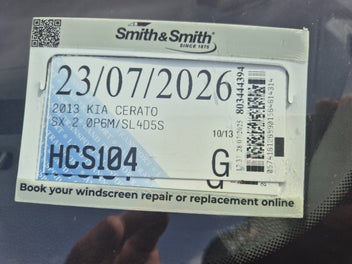 Smith&Smith®
SINCE 1875
23/07/2026
2013 KIA CERATO
SX 2.0P6M/SL4D5S
10/13
HCS104
G
803444394
Book your windscreen repair or replacement online